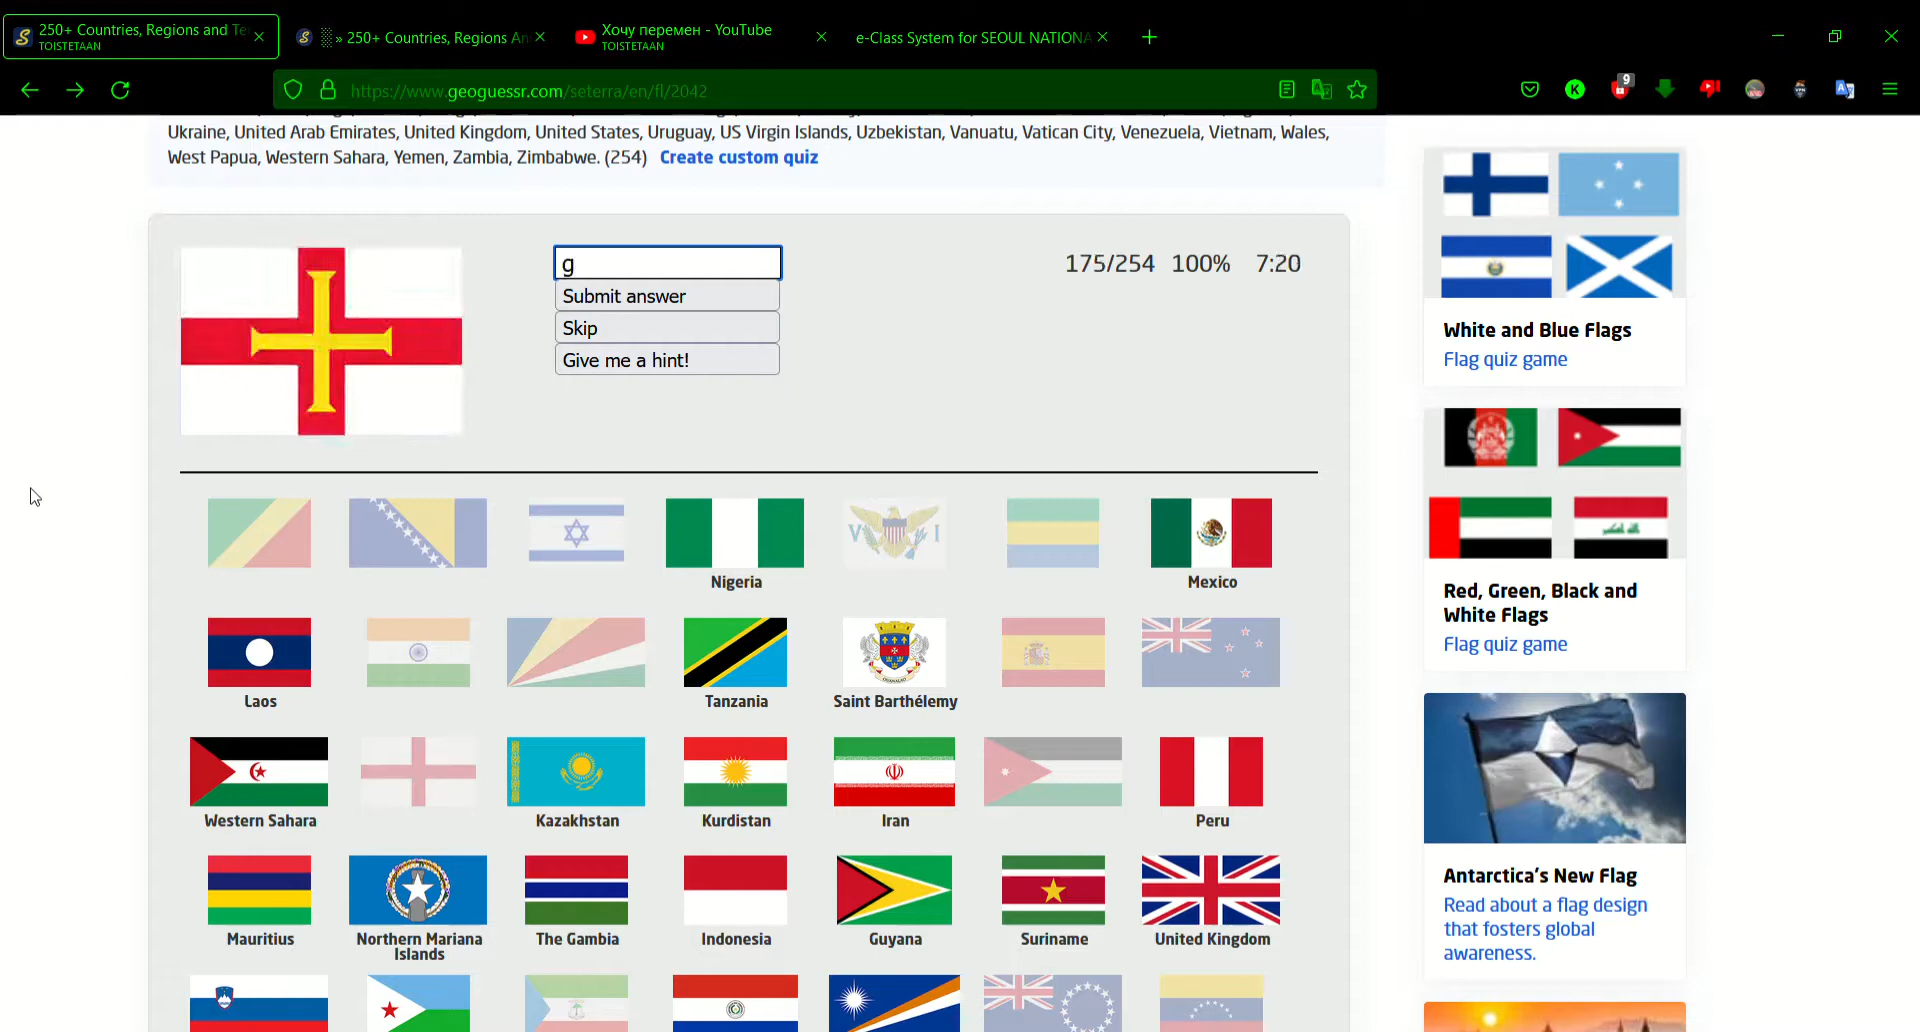 250+ Countries, Regions and Te
TOISTETAAN
» 250+ Countries, Regions An
Хочу перемен - YouTube
TOISTETAAN
e-Class System for SEOUL NATIONA
https://www.geoguessr.com/seterra/en/fl/2042
9
Ukraine, United Arab Emirates, United Kingdom, United States, Uruguay, US Virgin Islands, Uzbekistan, Vanuatu, Vatican City, Venezuela, Vietnam, Wales,
West Papua, Western Sahara, Yemen, Zambia, Zimbabwe. (254) Create custom quiz
g
175/254 100% 7:20
Submit answer
Skip
Give me a hint!
White and Blue Flags
Flag quiz game
V I
Nigeria
Mexico
Red, Green, Black and
White Flags
Flag quiz game
Laos
Tanzania
Saint Barthélemy
Western Sahara
Kazakhstan
Kurdistan
Iran
Peru
Antarctica's New Flag
Read about a flag design
that fosters global
awareness.
Mauritius
Northern Mariana
Islands
The Gambia
Indonesia
Guyana
Suriname
United Kingdom